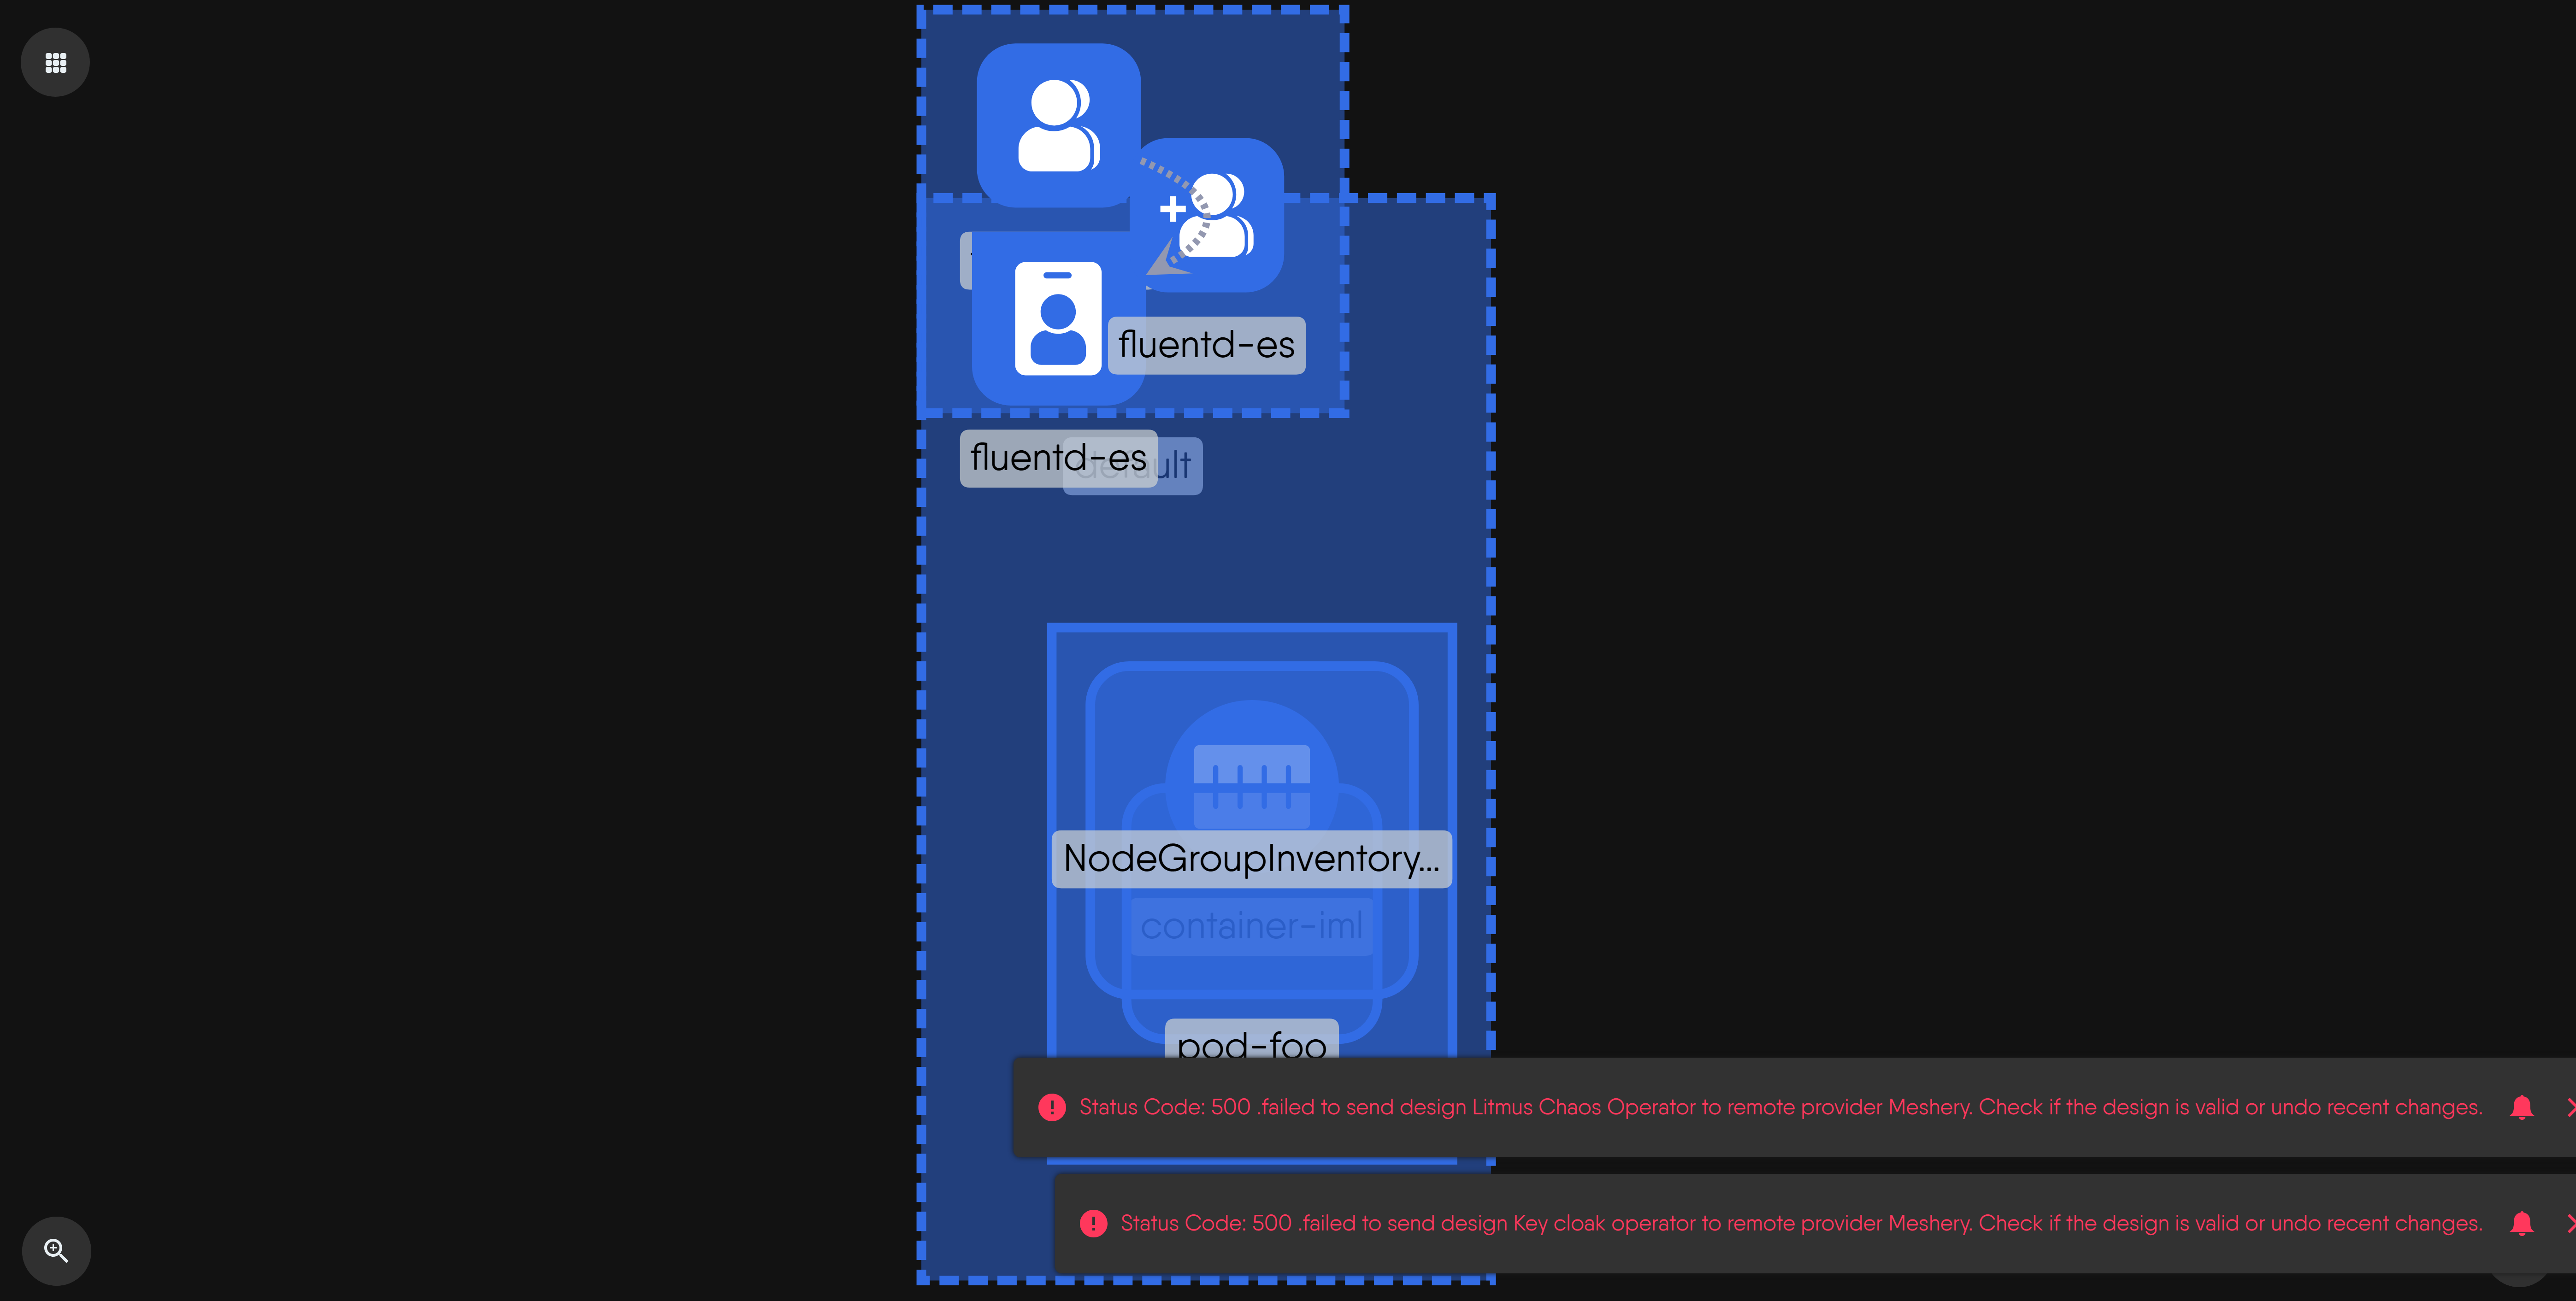 fluentd-es
fluentd-es
default
NodeGroupInventory...
container-iml
pod-foo
Status Code: 500 .failed to send design Litmus Chaos Operator to remote provider Meshery. Check if the design is valid or undo recent changes.
Status Code: 500 .failed to send design Key cloak operator to remote provider Meshery. Check if the design is valid or undo recent changes.